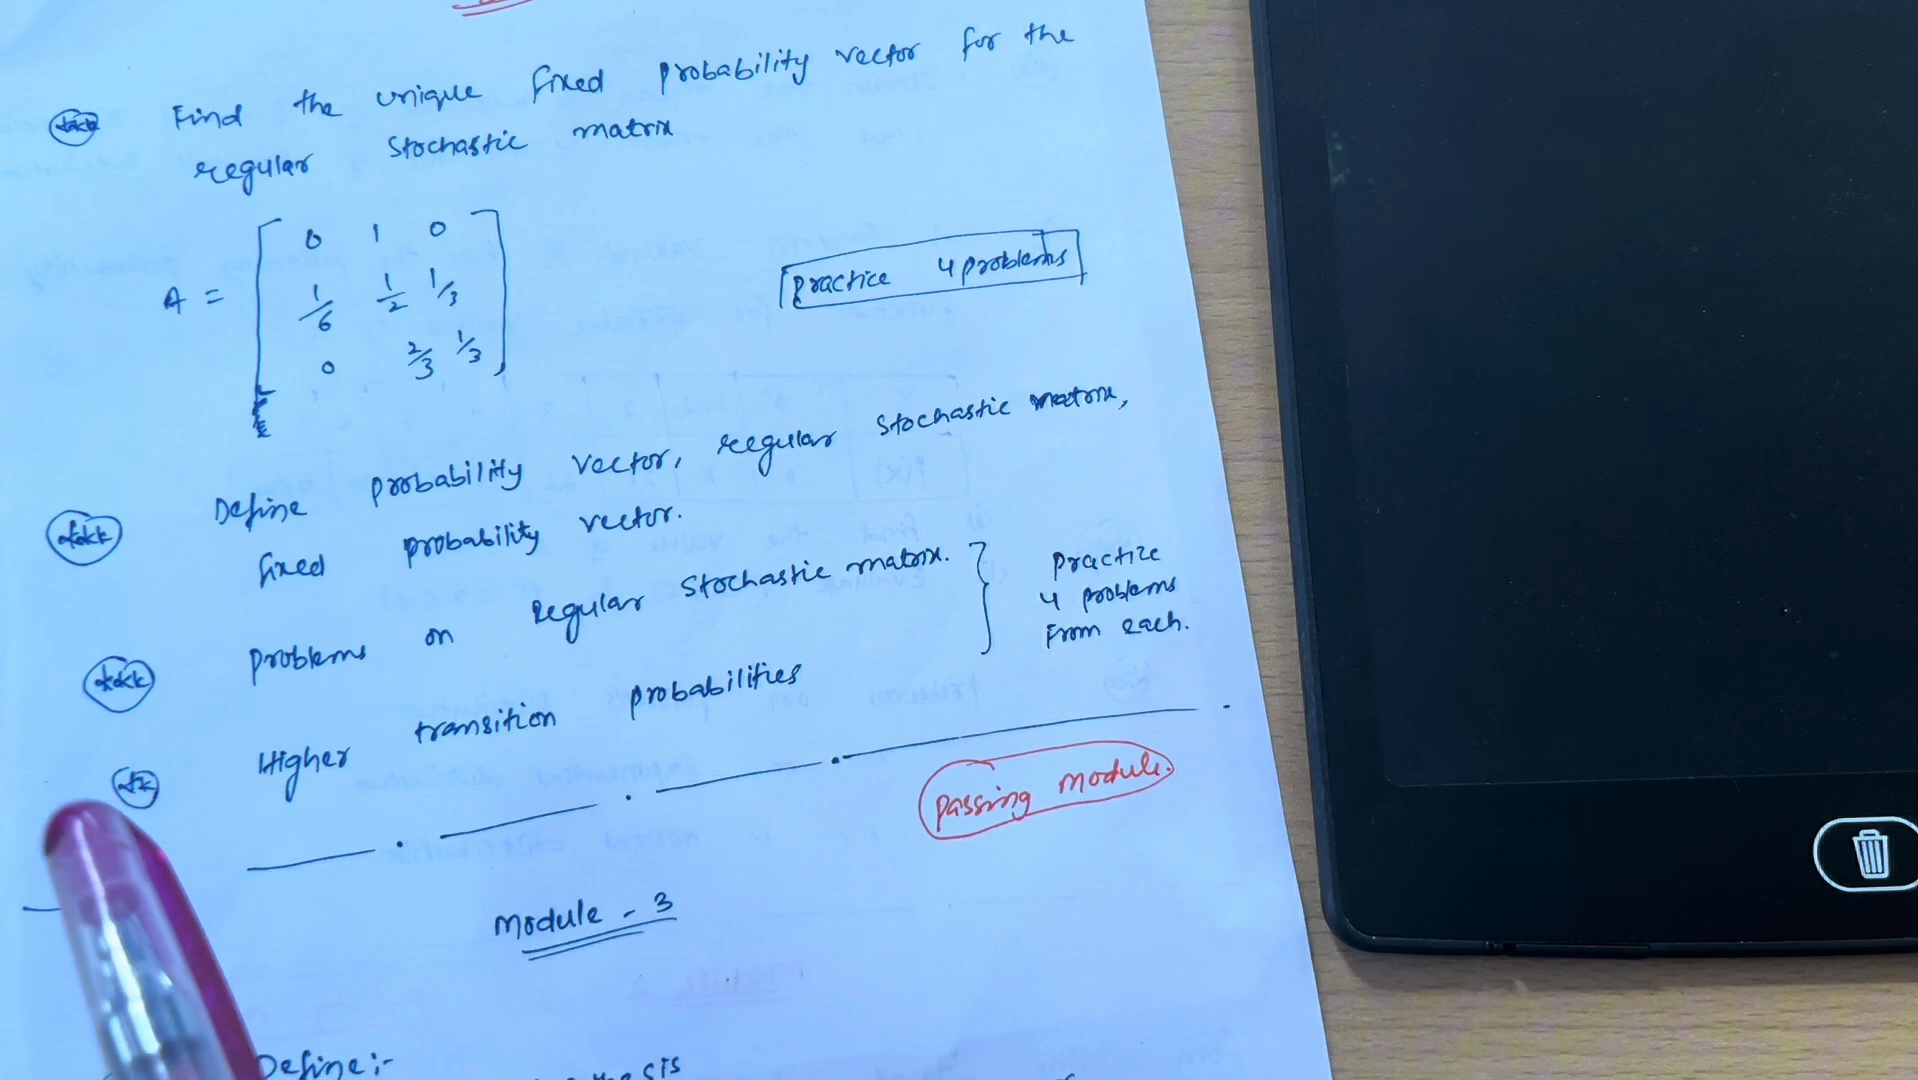 *** Find the unique fixed probability vector for the
regular stochastic matrix
A = [ 0 1 0
1/6 1/2 1/3
0 2/3 1/3 ]
Practice 4 problems
*** Define probability vector, regular stochastic matrix,
fixed probability vector.
*** problems on Regular stochastic matrix.
** Higher transition probabilities
practice
4 problems
From each.
passing module.
Module - 3
Define:-